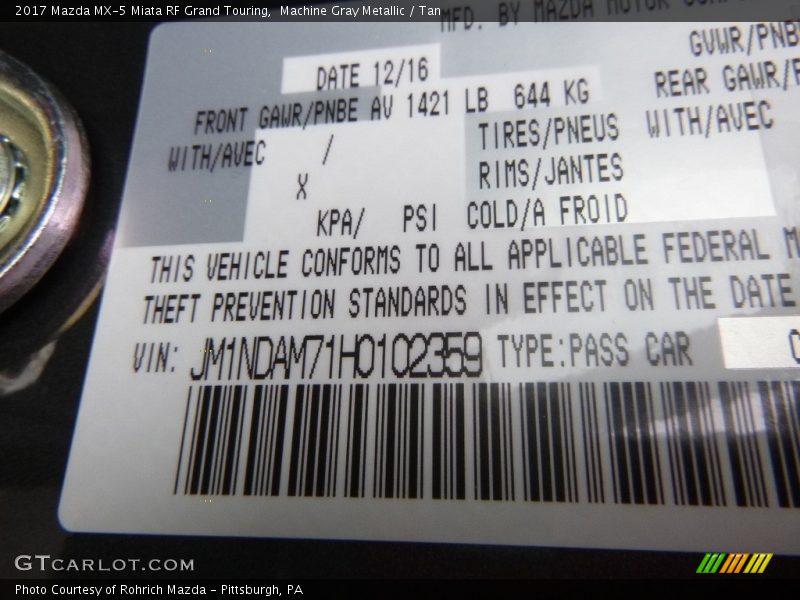 2017 Mazda MX-5 Miata RF Grand Touring, Machine Gray Metallic / Tan
MFD. BY MAZDA MOTOR
GVWR/PNB
DATE 12/16
FRONT GAWR/PNBE AV 1421 LB 644 KG
REAR GAWR/P
WITH/AVEC /
TIRES/PNEUS WITH/AVEC
X
RIMS/JANTES
KPA/ PSI COLD/A FROID
THIS VEHICLE CONFORMS TO ALL APPLICABLE FEDERAL M
THEFT PREVENTION STANDARDS IN EFFECT ON THE DATE
VIN: JM1NDAM71H0102359 TYPE:PASS CAR
GTCARLOT.COM
Photo Courtesy of Rohrich Mazda - Pittsburgh, PA